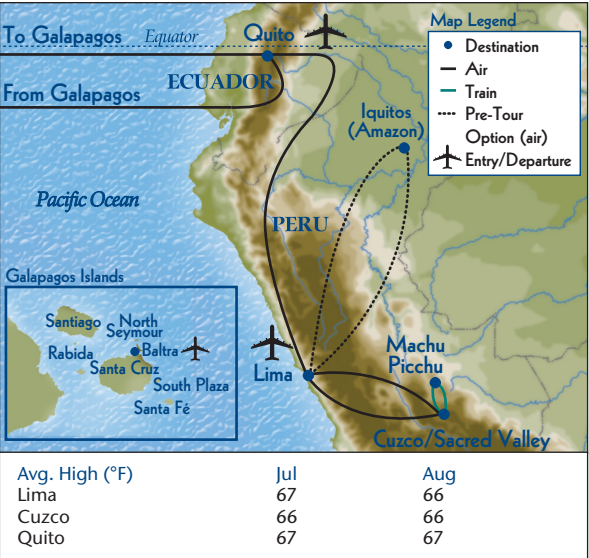 To Galapagos
Equator
Quito
ECUADOR
From Galapagos
Map Legend
Destination
Air
Train
Pre-Tour
Option (air)
Entry/Departure
Iquitos
(Amazon)
Pacific Ocean
PERU
Galapagos Islands
Santiago
North
Seymour
Rabida
Baltra
Santa Cruz
South Plaza
Santa Fé
Lima
Machu
Picchu
Cuzco/Sacred Valley
Avg. High (°F) Jul Aug
Lima 67 66
Cuzco 66 66
Quito 67 67